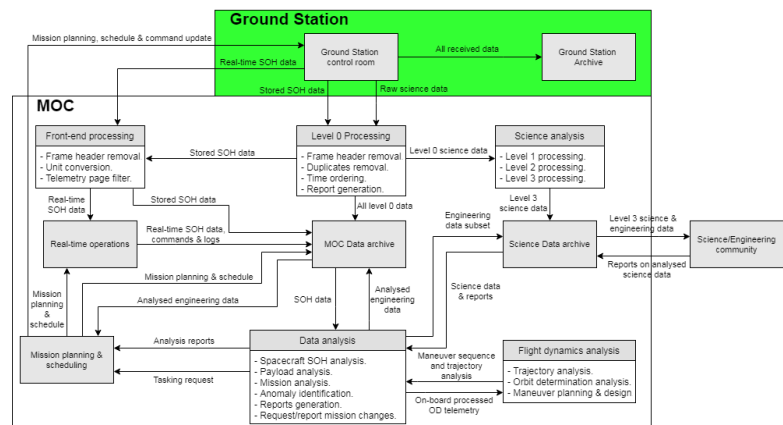 Ground Station
Mission planning, schedule & command update
Ground Station
control room
All received data
Ground Station
Archive
Real-time SOH data
Stored SOH data
Raw science data
MOC
Front-end processing
- Frame header removal.
- Unit conversion.
- Telemetry page filter.
Stored SOH data
Level 0 Processing
- Frame header removal
- Duplicates removal.
- Time ordering.
- Report generation.
Level 0 science data
Science analysis
- Level 1 processing.
- Level 2 processing.
- Level 3 processing.
Real-time
SOH data
Stored SOH data
All level 0 data
Level 3
science data
Real-time operations
Real-time SOH data,
commands & logs
MOC Data archive
Engineering
data subset
Science Data archive
Level 3 science &
engineering data
Science/Engineering
community
Reports on analysed
science data
Mission
planning
&
schedule
Mission planning & schedule
Analysed engineering data
SOH data
Analysed
engineering
data
Science data
& reports
Mission planning &
scheduling
Analysis reports
Tasking request
Data analysis
- Spacecraft SOH analysis.
- Payload analysis.
- Mission analysis.
- Anomaly identification.
- Reports generation.
- Request/report mission changes.
Maneuver sequence
and trajectory
analysis
On-board processed
OD telemetry
Flight dynamics analysis
- Trajectory analysis.
- Orbit determination analysis.
- Maneuver planning & design